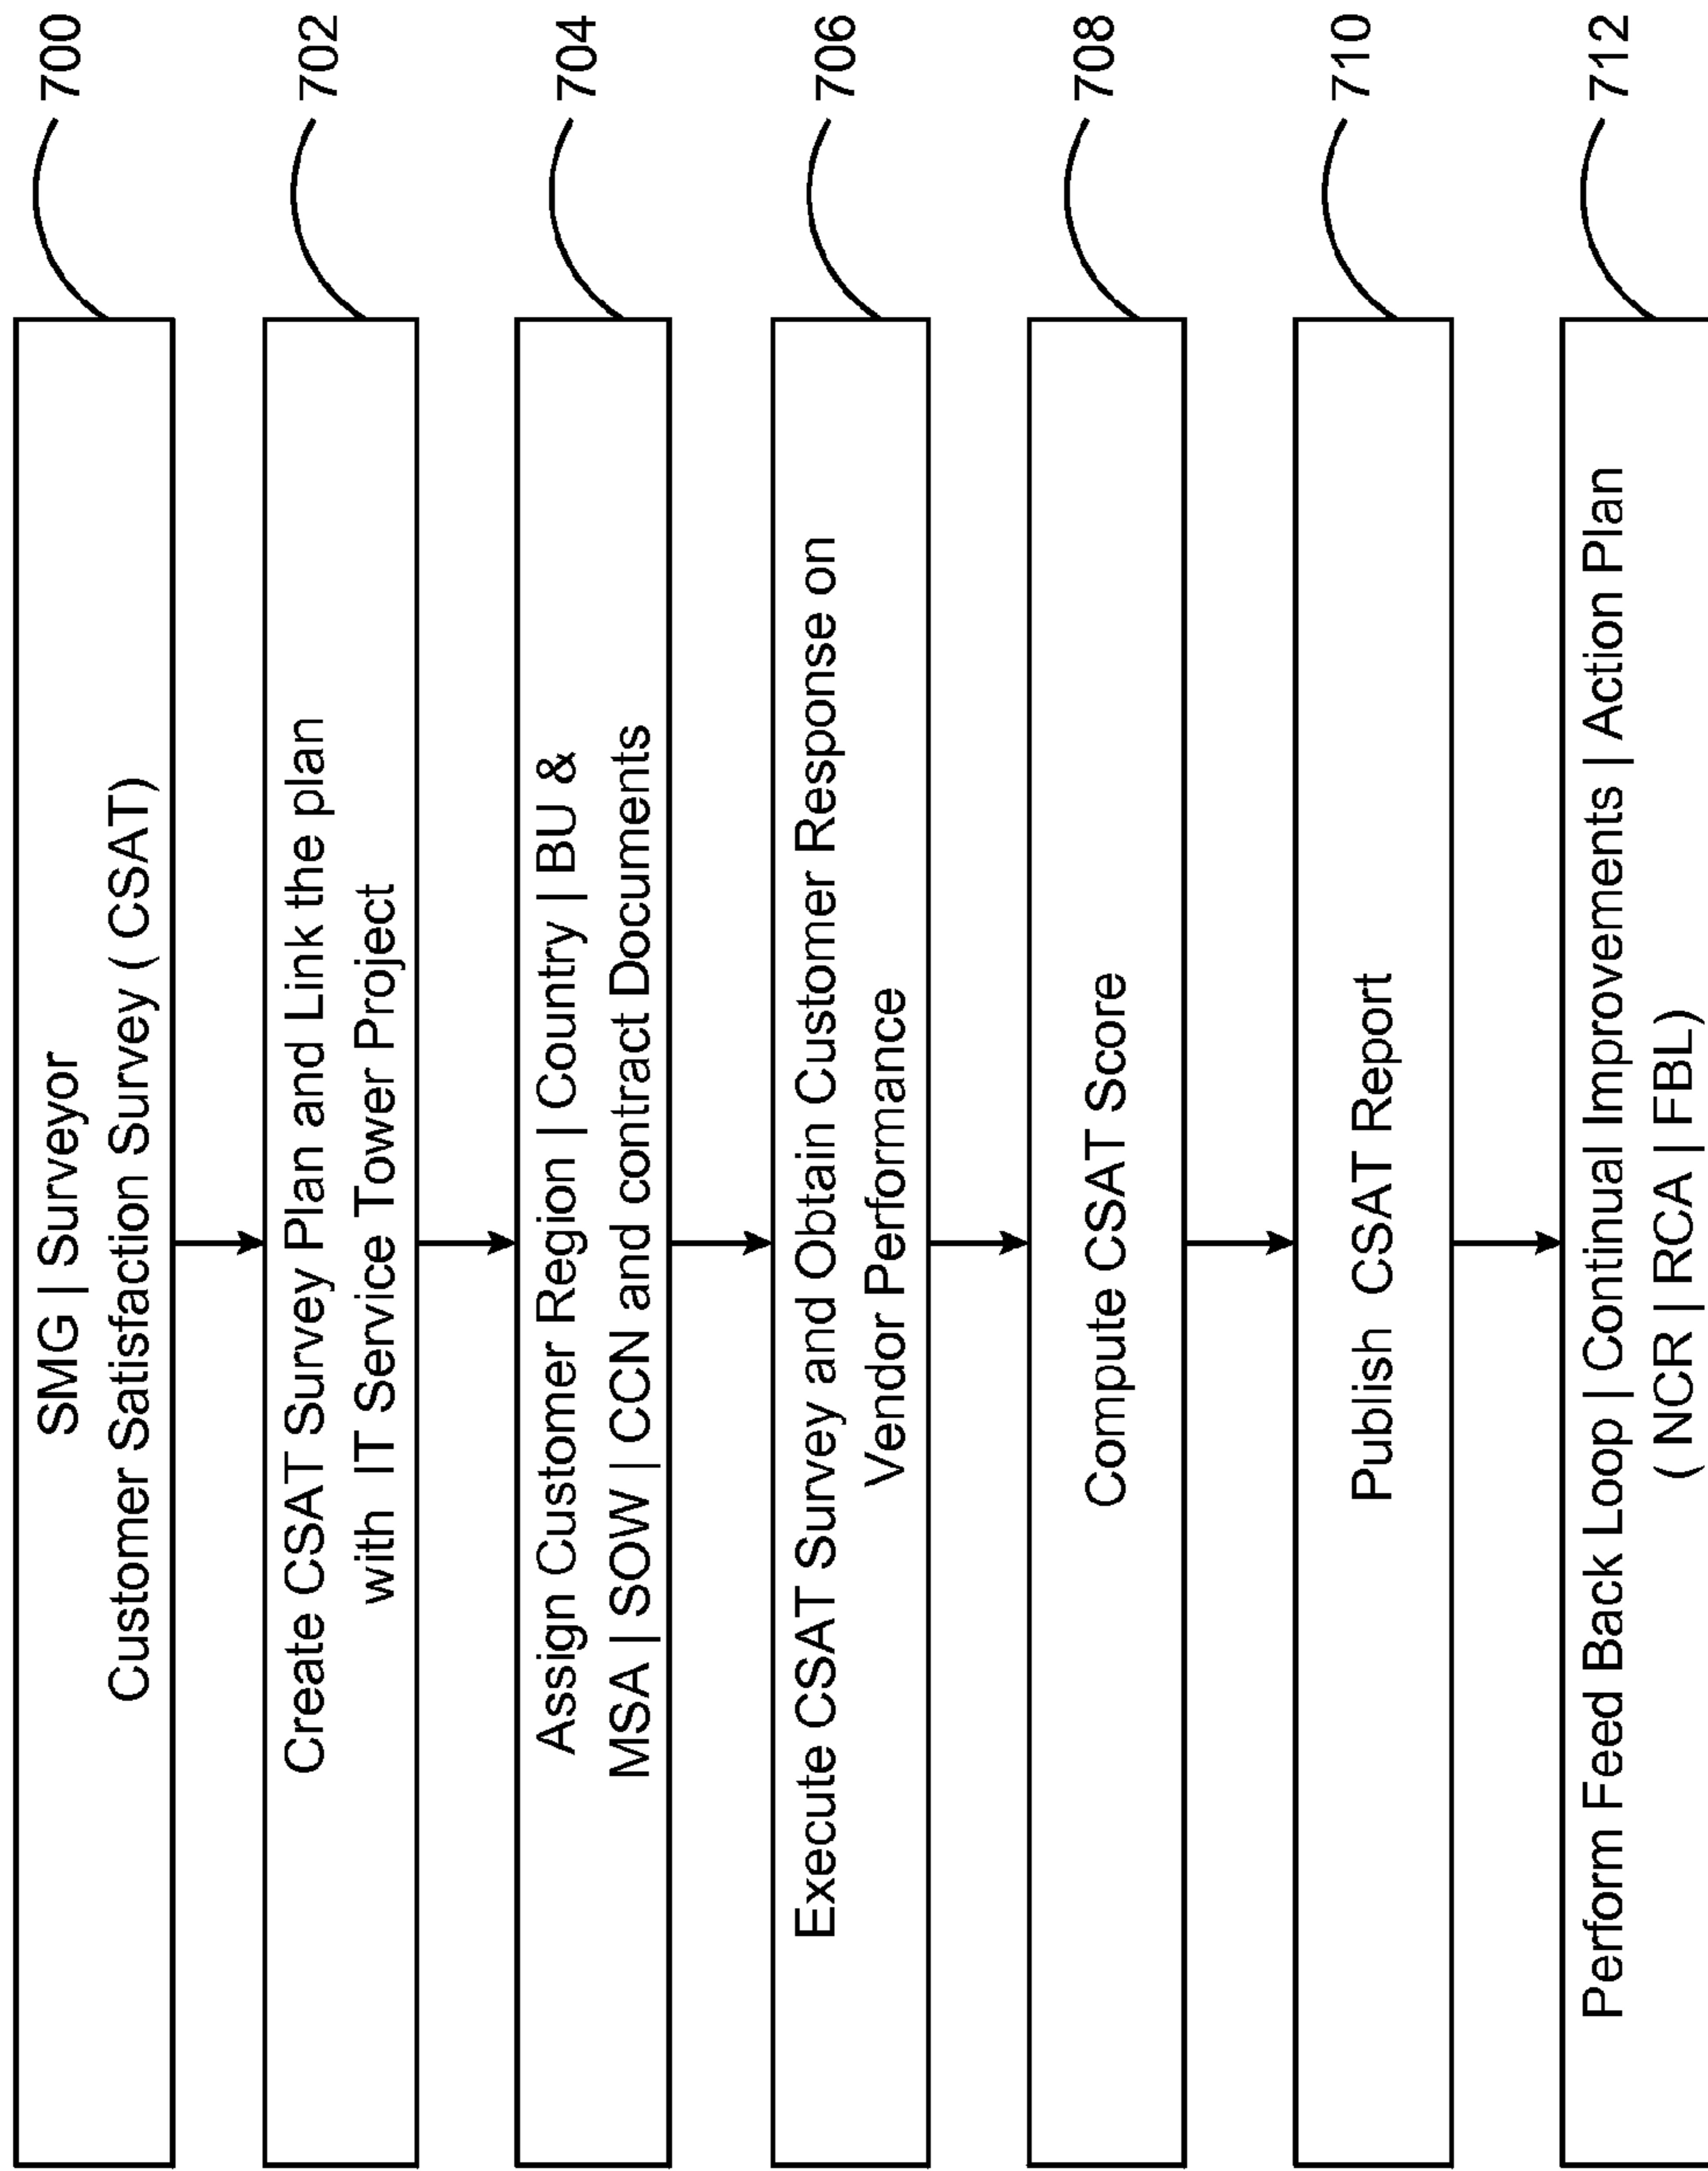 SMG | Surveyor
Customer Satisfaction Survey ( CSAT)
700
Create CSAT Survey Plan and Link the plan
with IT Service Tower Project
702
Assign Customer Region | Country | BU &
MSA | SOW | CCN and contract Documents
704
Execute CSAT Survey and Obtain Customer Response on
Vendor Performance
706
Compute CSAT Score
708
Publish CSAT Report
710
Perform Feed Back Loop | Continual Improvements | Action Plan
( NCR | RCA | FBL)
712